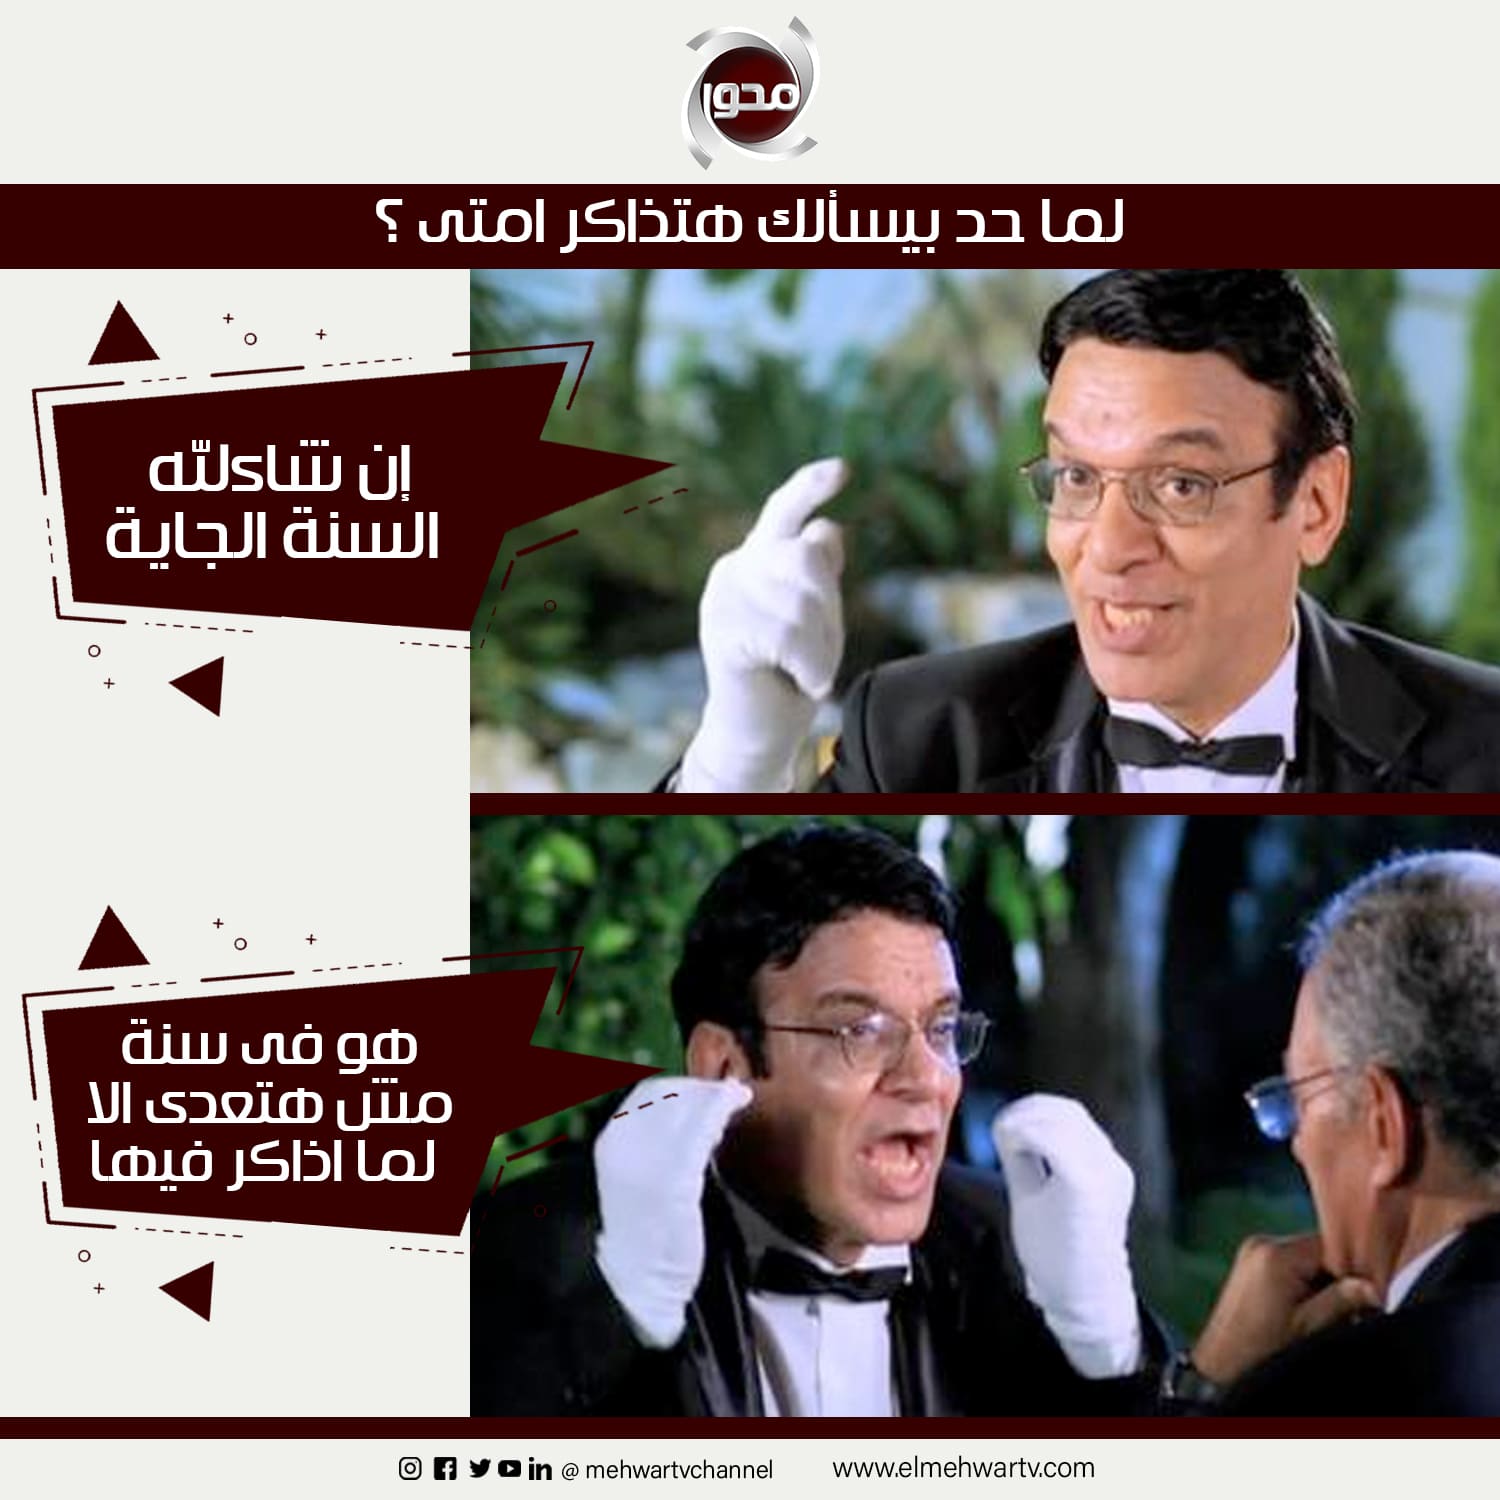 محور
لما حد بيسألك هتذاكر امتى ؟
إن شاءلله
السنة الجاية
هو فى سنة
مش هتعدى الا
لما اذاكر فيها
@ mehwartvchannel
www.elmehwartv.com